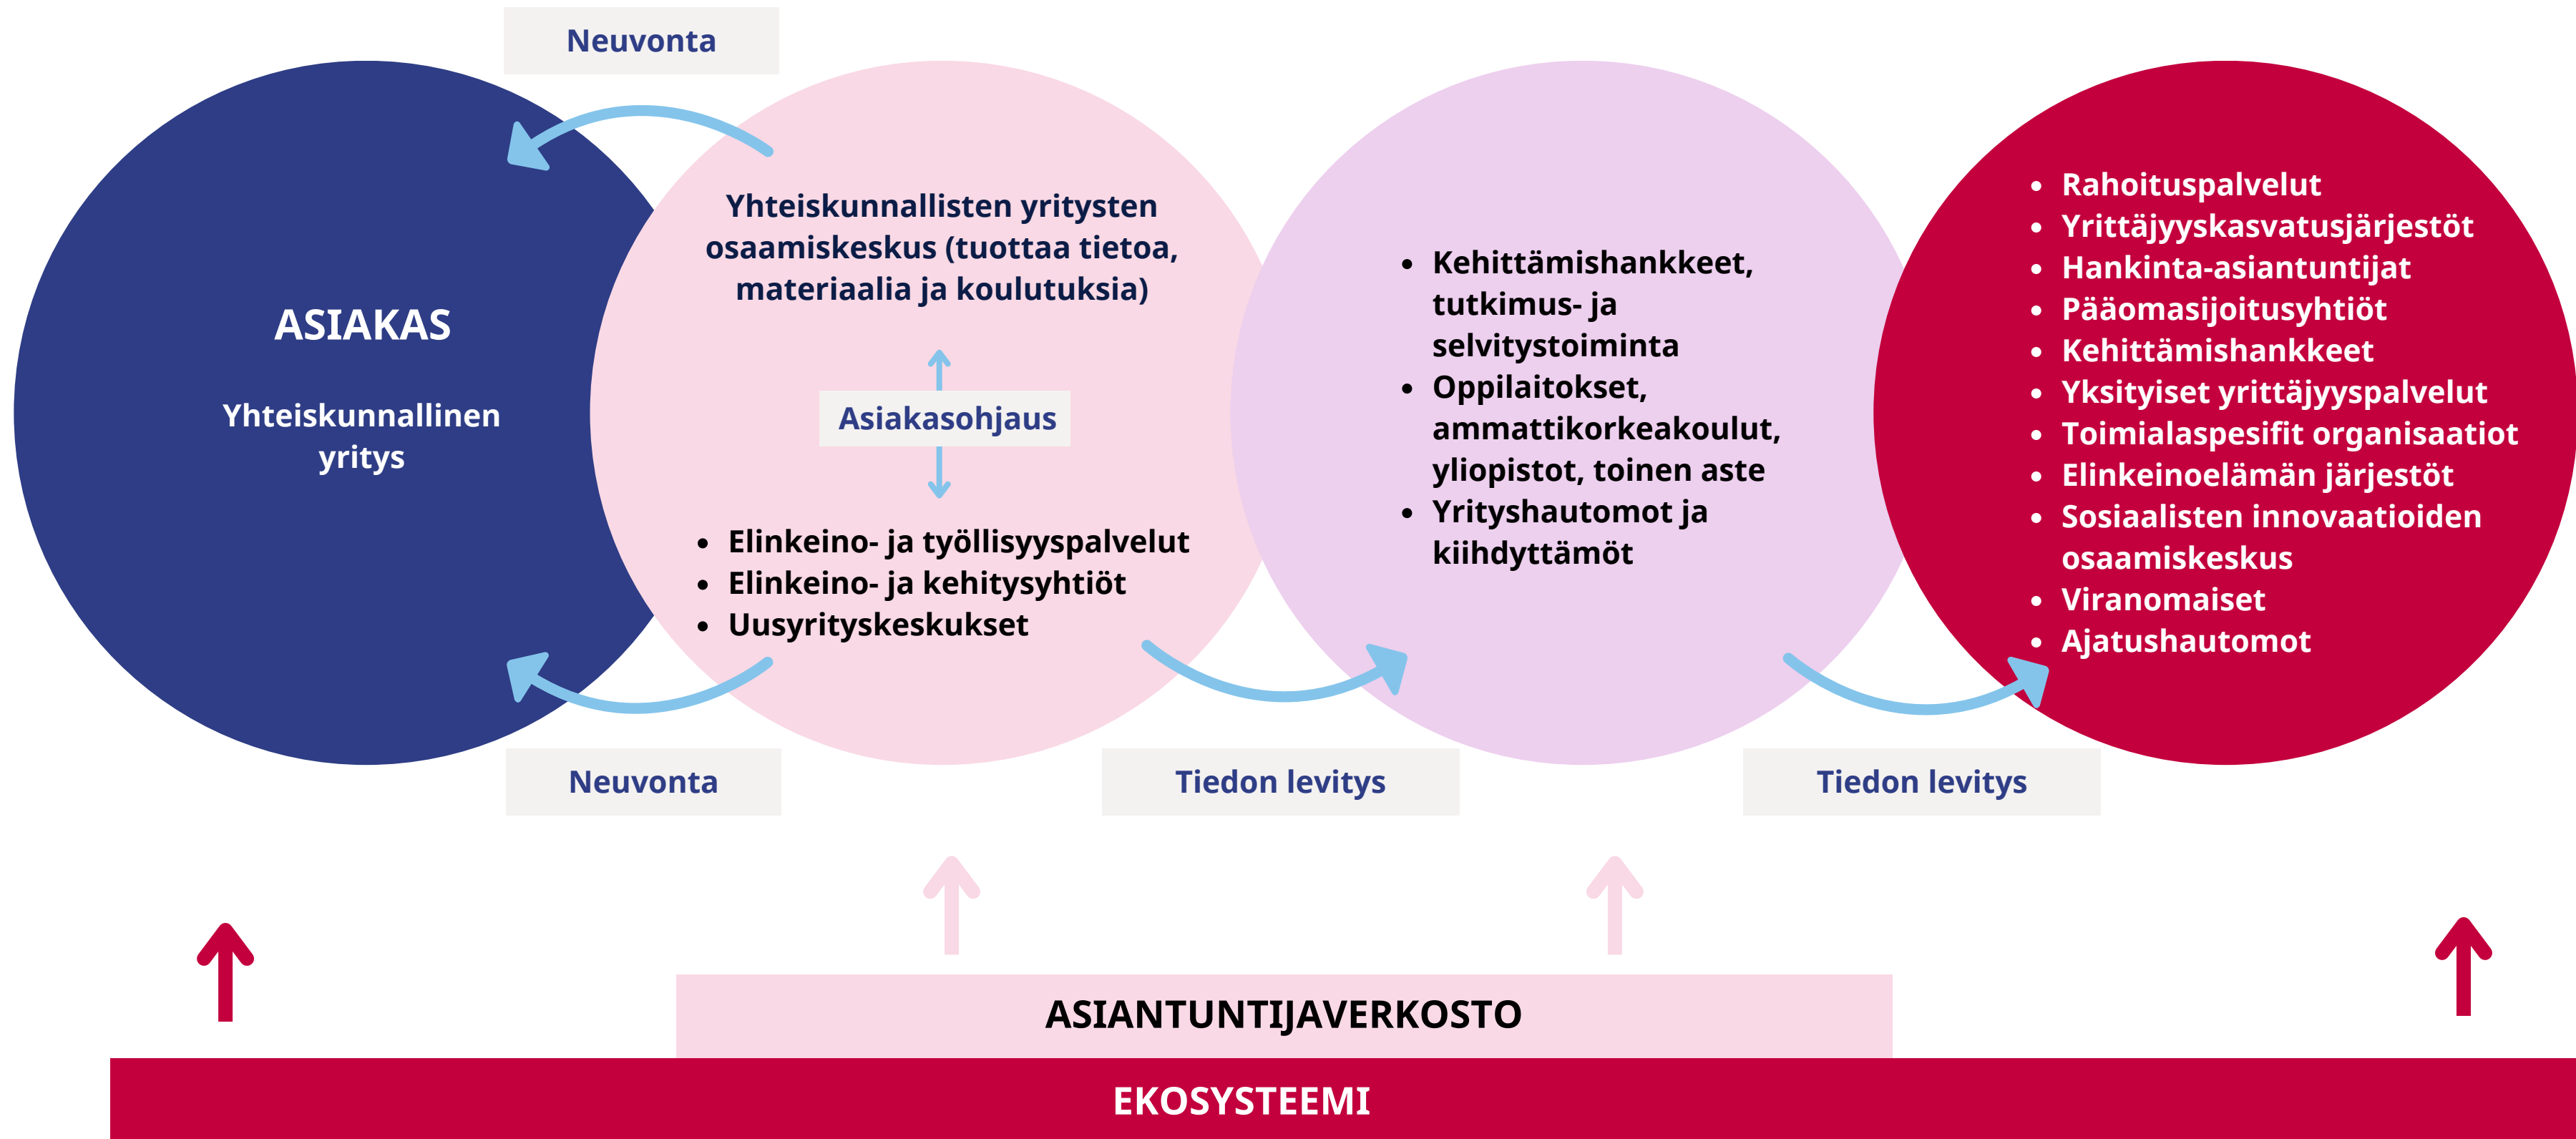 Neuvonta
ASIAKAS
Yhteiskunnallinen
yritys
Yhteiskunnallisten yritysten
osaamiskeskus (tuottaa tietoa,
materiaalia ja koulutuksia)
Asiakasohjaus
• Elinkeino- ja työllisyyspalvelut
• Elinkeino- ja kehitysyhtiöt
• Uusyrityskeskukset
• Kehittämishankkeet,
tutkimus- ja
selvitystoiminta
• Oppilaitokset,
ammattikorkeakoulut,
yliopistot, toinen aste
• Yrityshautomot ja
kiihdyttämöt
• Rahoituspalvelut
• Yrittäjyyskasvatusjärjestöt
• Hankinta-asiantuntijat
• Pääomasijoitusyhtiöt
• Kehittämishankkeet
• Yksityiset yrittäjyyspalvelut
• Toimialaspesifit organisaatiot
• Elinkeinoelämän järjestöt
• Sosiaalisten innovaatioiden
osaamiskeskus
• Viranomaiset
• Ajatushautomot
Neuvonta
Tiedon levitys
Tiedon levitys
ASIANTUNTIJAVERKOSTO
EKOSYSTEEMI